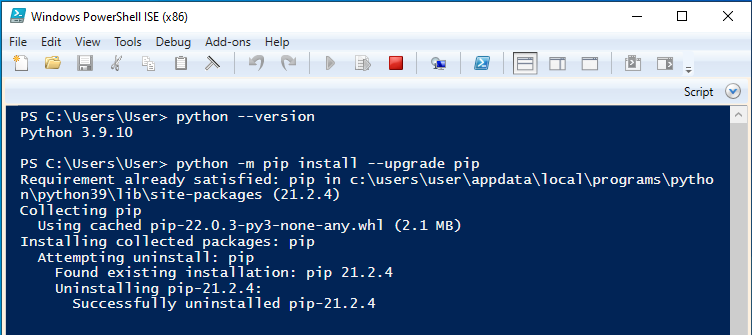 Windows PowerShell ISE (x86)
File Edit View Tools Debug Add-ons Help
Script
PS C:\Users\User> python --version
Python 3.9.10
PS C:\Users\User> python -m pip install --upgrade pip
Requirement already satisfied: pip in c:\users\user\appdata\local\programs\pytho
n\python39\lib\site-packages (21.2.4)
Collecting pip
  Using cached pip-22.0.3-py3-none-any.whl (2.1 MB)
Installing collected packages: pip
  Attempting uninstall: pip
    Found existing installation: pip 21.2.4
    Uninstalling pip-21.2.4:
      Successfully uninstalled pip-21.2.4